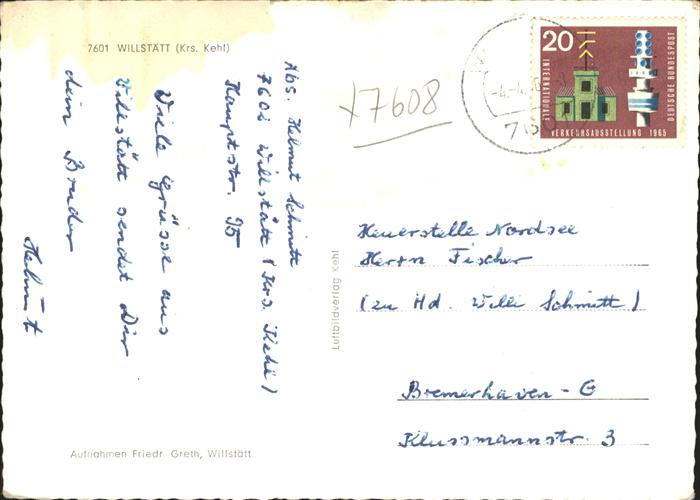 7601 WILLSTÄTT (Krs. Kehl)
Abs. Helmut Schmitt
7601 Willstätt (Krs. Kehl)
Hauptstr. 95
Viele Grüsse aus
Willstätt sendet Dir
dein Bruder
Helmut
Aufnahmen Friedr. Greth, Willstätt
Luftbildverlag Kehl
x7608
20
INTERNATIONALE
VERKEHRSAUSSTELLUNG 1965
DEUTSCHE BUNDESPOST
Heuerstelle Nordsee
Herrn Fischer
(zu Hd. Willi Schmitt)
Bremerhaven - G
Klussmannstr. 3